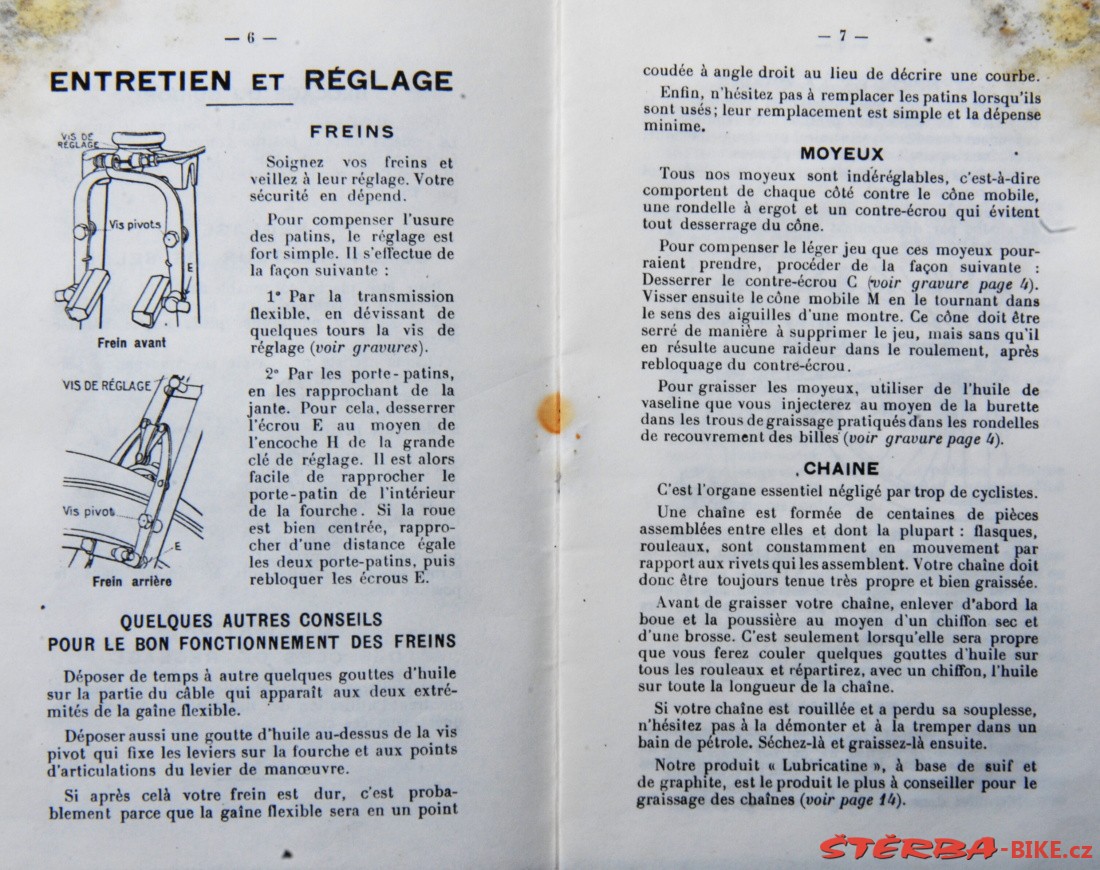 — 6 —
ENTRETIEN ET RÉGLAGE
VIS DE
RÉGLAGE
Vis pivots
E
Frein avant
VIS DE RÉGLAGE
Vis pivot
E
Frein arrière
FREINS
Soignez vos freins et
veillez à leur réglage. Votre
sécurité en dépend.
Pour compenser l'usure
des patins, le réglage est
fort simple. Il s'effectue de
la façon suivante :
1° Par la transmission
flexible, en dévissant de
quelques tours la vis de
réglage (voir gravures).
2° Par les porte-patins,
en les rapprochant de la
jante. Pour cela, desserrer
l'écrou E au moyen de
l'encoche H de la grande
clé de réglage. Il est alors
facile de rapprocher le
porte-patin de l'intérieur
de la fourche. Si la roue
est bien centrée, rappro-
cher d'une distance égale
les deux porte-patins, puis
rebloquer les écrous E.
QUELQUES AUTRES CONSEILS
POUR LE BON FONCTIONNEMENT DES FREINS
Déposer de temps à autre quelques gouttes d'huile
sur la partie du câble qui apparaît aux deux extré-
mités de la gaîne flexible.
Déposer aussi une goutte d'huile au-dessus de la vis
pivot qui fixe les leviers sur la fourche et aux points
d'articulations du levier de manœuvre.
Si après celà votre frein est dur, c'est proba-
blement parce que la gaîne flexible sera en un point
— 7 —
coudée à angle droit au lieu de décrire une courbe.
Enfin, n'hésitez pas à remplacer les patins lorsqu'ils
sont usés; leur remplacement est simple et la dépense
minime.
MOYEUX
Tous nos moyeux sont indéréglables, c'est-à-dire
comportent de chaque côté contre le cône mobile,
une rondelle à ergot et un contre-écrou qui évitent
tout desserrage du cône.
Pour compenser le léger jeu que ces moyeux pour-
raient prendre, procéder de la façon suivante :
Desserrer le contre-écrou C (voir gravure page 4).
Visser ensuite le cône mobile M en le tournant dans
le sens des aiguilles d'une montre. Ce cône doit être
serré de manière à supprimer le jeu, mais sans qu'il
en résulte aucune raideur dans le roulement, après
rebloquage du contre-écrou.
Pour graisser les moyeux, utiliser de l'huile de
vaseline que vous injecterez au moyen de la burette
dans les trous de graissage pratiqués dans les rondelles
de recouvrement des billes (voir gravure page 4).
CHAINE
C'est l'organe essentiel négligé par trop de cyclistes.
Une chaîne est formée de centaines de pièces
assemblées entre elles et dont la plupart : flasques,
rouleaux, sont constamment en mouvement par
rapport aux rivets qui les assemblent. Votre chaîne doit
donc être toujours tenue très propre et bien graissée.
Avant de graisser votre chaîne, enlever d'abord la
boue et la poussière au moyen d'un chiffon sec et
d'une brosse. C'est seulement lorsqu'elle sera propre
que vous ferez couler quelques gouttes d'huile sur
tous les rouleaux et répartirez, avec un chiffon, l'huile
sur toute la longueur de la chaîne.
Si votre chaîne est rouillée et a perdu sa souplesse,
n'hésitez pas à la démonter et à la tremper dans un
bain de pétrole. Séchez-là et graissez-là ensuite.
Notre produit « Lubricatine », à base de suif et
de graphite, est le produit le plus à conseiller pour le
graissage des chaînes (voir page 14).
ŠTĚRBA-BIKE.cz